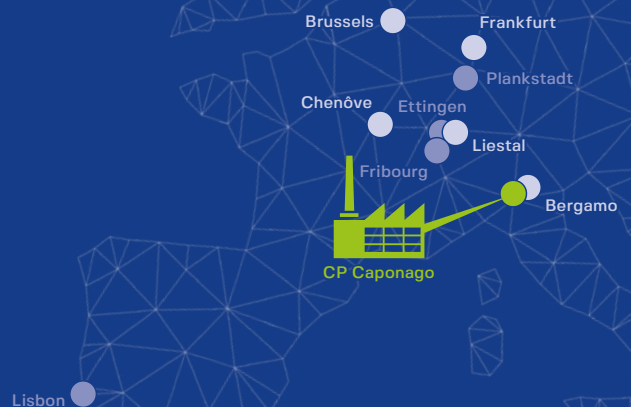 Brussels
Frankfurt
Plankstadt
Chenôve
Ettingen
Liestal
Fribourg
Bergamo
CP Caponago
Lisbon